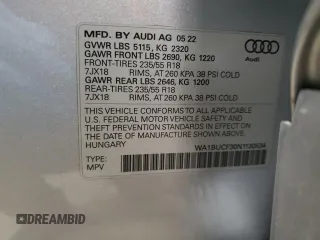 MFD. BY AUDI AG 05 22
GVWR LBS 5115, KG 2320
GAWR FRONT LBS 2690, KG 1220
FRONT-TIRES 235/55 R18
7JX18 RIMS, AT 260 KPA 38 PSI COLD
GAWR REAR LBS 2646, KG 1200
REAR-TIRES 235/55 R18
7JX18 RIMS, AT 260 KPA 38 PSI COLD
Audi
THIS VEHICLE CONFORMS TO ALL APPLICABLE
U.S. FEDERAL MOTOR VEHICLE SAFETY
STANDARDS IN EFFECT ON THE DATE OF
MANUFACTURE SHOWN ABOVE.
HUNGARY
TYPE:
MPV
DREAMBID